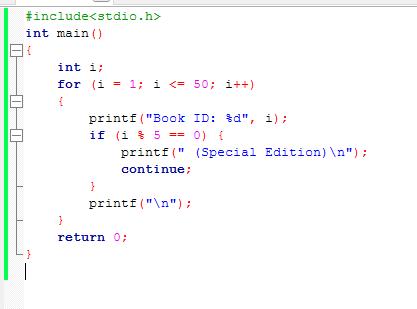 #include<stdio.h>
int main()
{
    int i;
    for (i = 1; i <= 50; i++)
    {
        printf("Book ID: %d", i);
        if (i % 5 == 0) {
            printf(" (Special Edition)\n");
            continue;
        }
        printf("\n");
    }
    return 0;
}